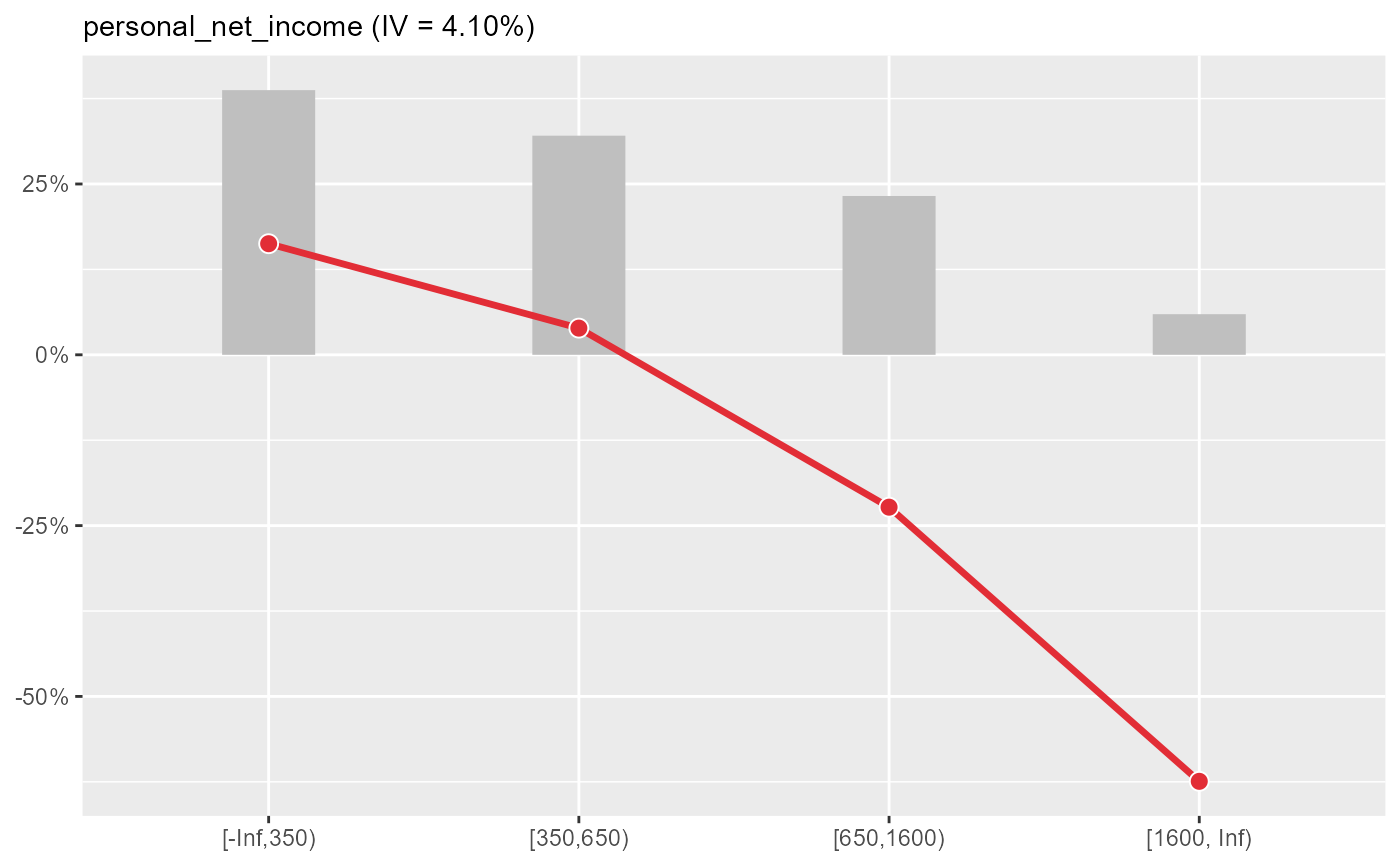 personal_net_income (IV = 4.10%)
25%
0%
-25%
-50%
[-Inf,350)
[350,650)
[650,1600)
[1600, Inf)